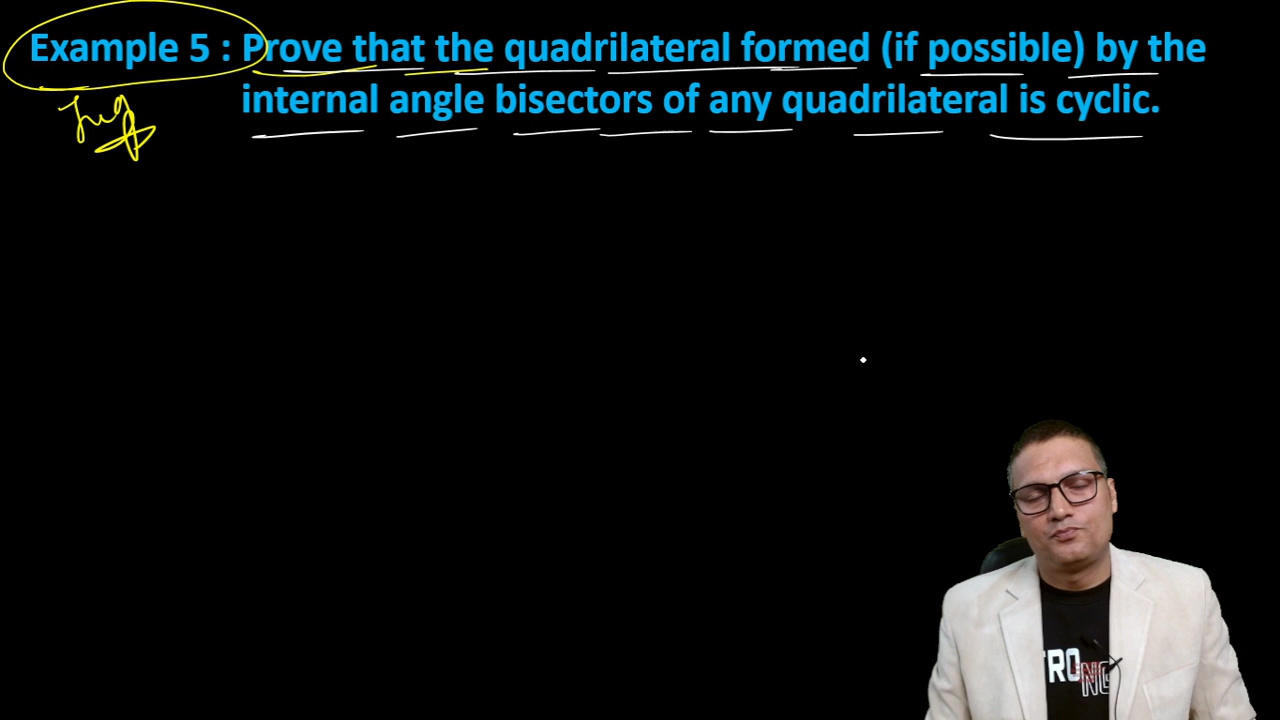 Example 5 : Prove that the quadrilateral formed (if possible) by the
internal angle bisectors of any quadrilateral is cyclic.